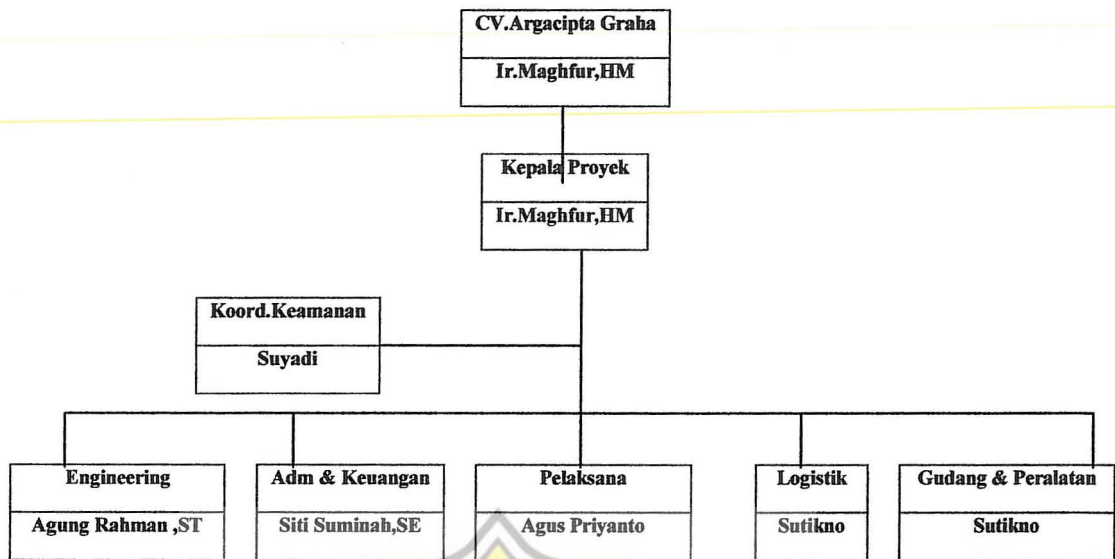 CV.Argacipta Graha
Ir.Maghfur,HM
Kepala Proyek
Ir.Maghfur,HM
Koord.Keamanan
Suyadi
Engineering
Agung Rahman ,ST
Adm & Keuangan
Siti Suminah,SE
Pelaksana
Agus Priyanto
Logistik
Sutikno
Gudang & Peralatan
Sutikno